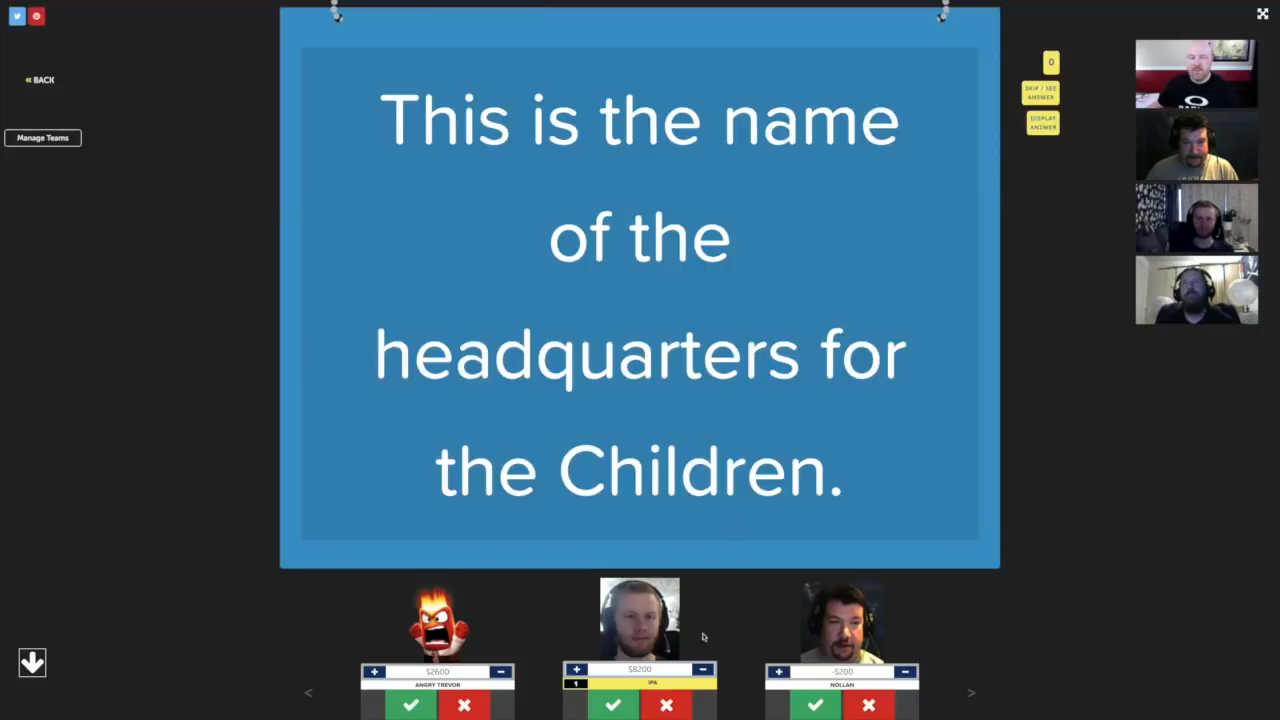 « BACK
Manage Teams
This is the name
of the
headquarters for
the Children.
0
SKIP / SEE
ANSWER
DISPLAY
ANSWER
+ $2600 −
ANGRY TREVOR
+ $8200 −
1 IPA
+ -$200 −
NOLLAN
< >